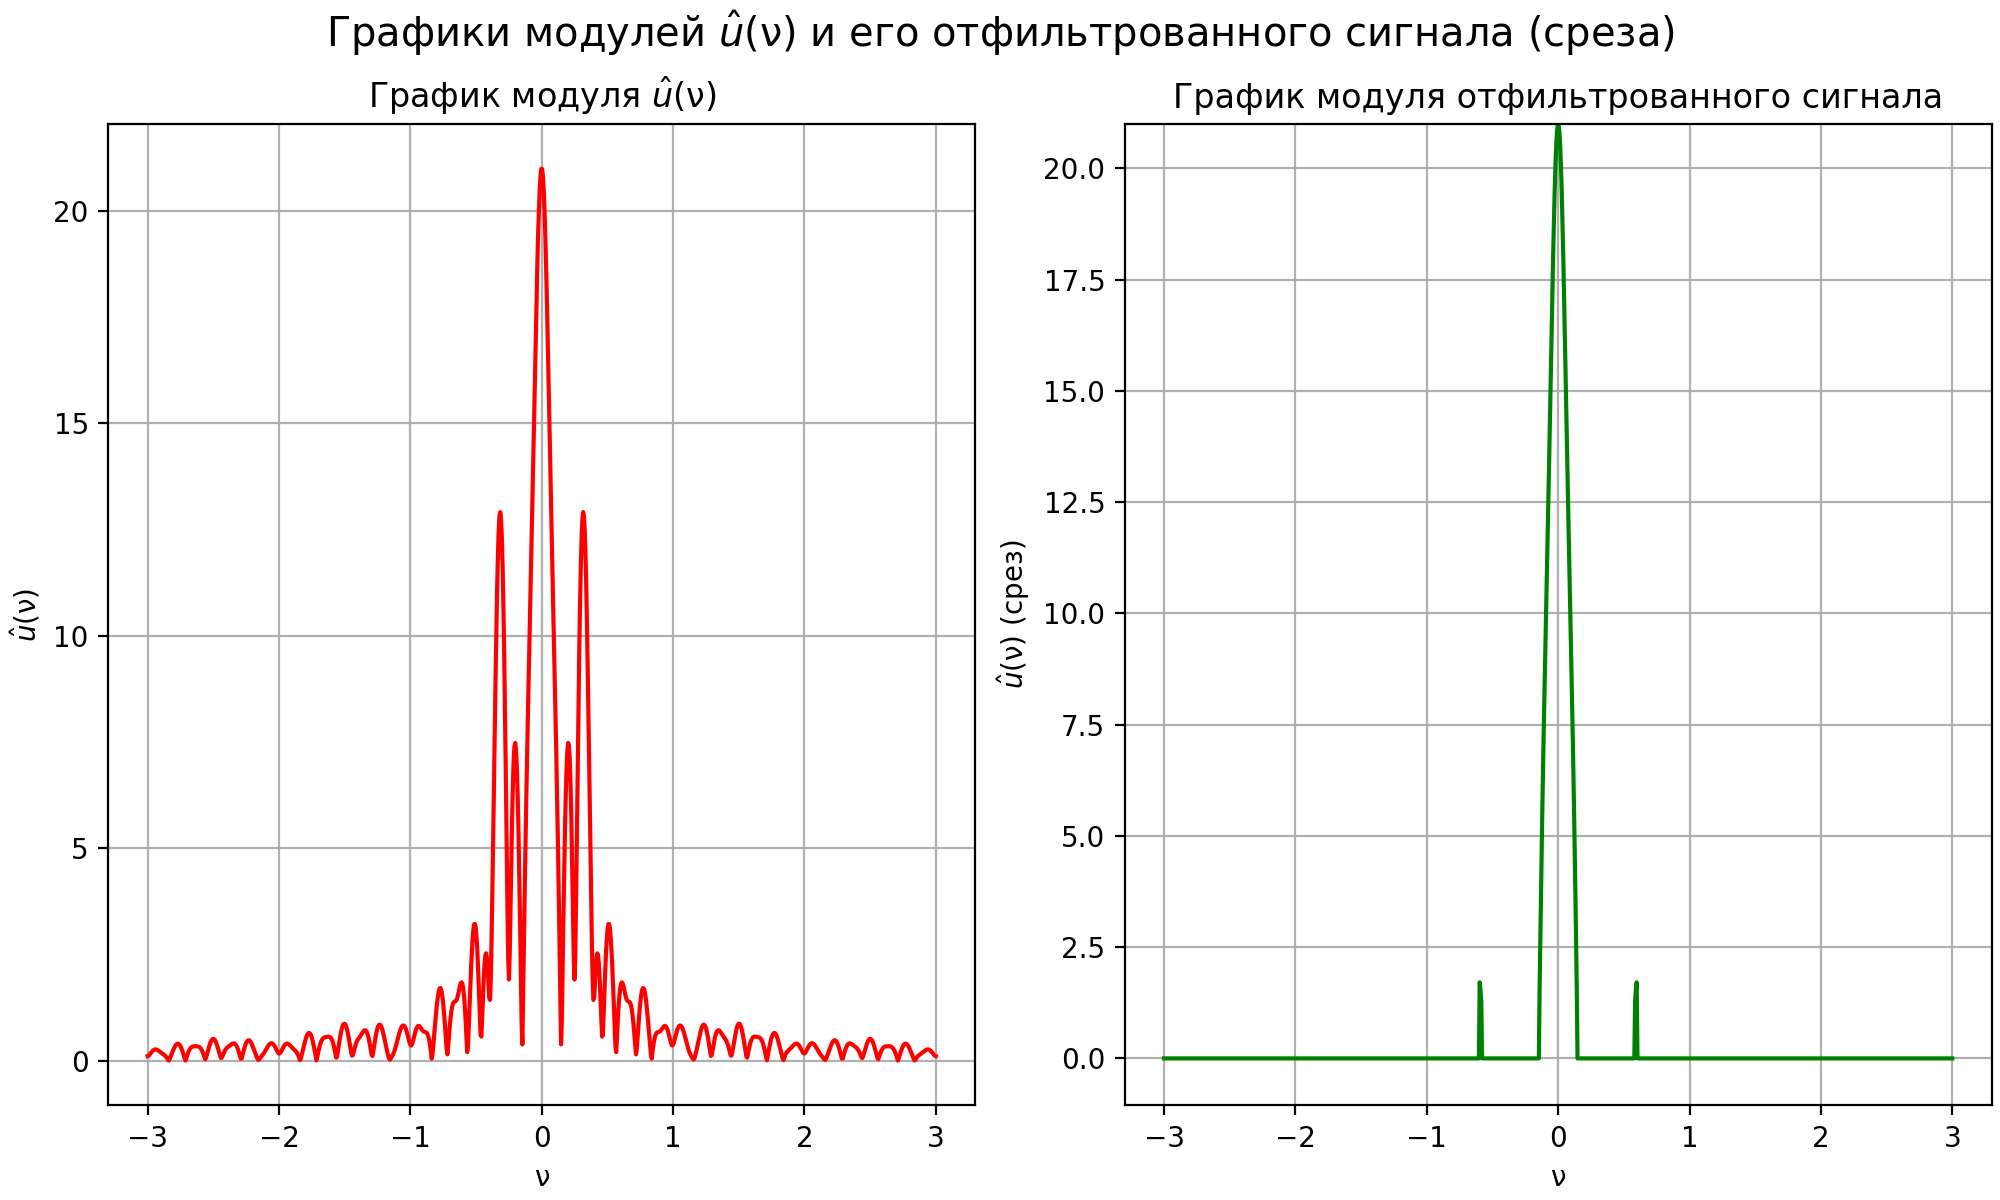 Графики модулей û(ν) и его отфильтрованного сигнала (среза)
График модуля û(ν)
График модуля отфильтрованного сигнала
û(ν)
20
15
10
5
0
−3 −2 −1 0 1 2 3
ν
û(ν) (срез)
20.0
17.5
15.0
12.5
10.0
7.5
5.0
2.5
0.0
−3 −2 −1 0 1 2 3
ν